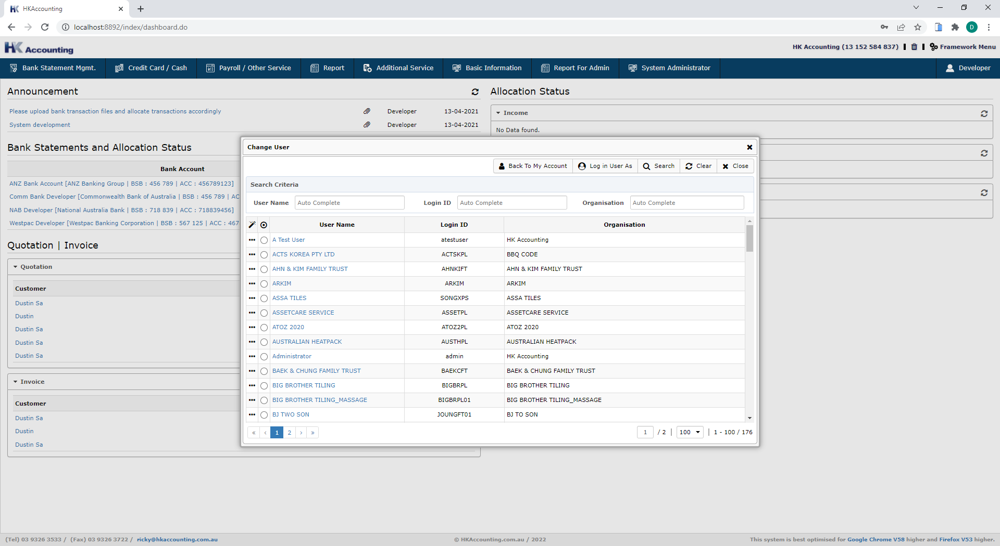 HKAccounting
localhost:8892/index/dashboard.do
D
HK Accounting
HK Accounting (13 152 584 837) | | Framework Menu
Bank Statement Mgmt. Credit Card / Cash Payroll / Other Service Report Additional Service Basic Information Report For Admin System Administrator Developer
Announcement
Please upload bank transaction files and allocate transactions accordingly Developer 13-04-2021
System development Developer 13-04-2021
Allocation Status
Income
No Data found.
Bank Statements and Allocation Status
Bank Account
ANZ Bank Account [ANZ Banking Group | BSB : 456 789 | ACC : 456789123]
Comm Bank Developer [Commonwealth Bank of Australia | BSB : 456 789 | AC
NAB Developer [National Australia Bank | BSB : 718 839 | ACC : 718839456]
Westpac Developer [Westpac Banking Corporation | BSB : 567 125 | ACC : 467
Quotation | Invoice
Quotation
Customer
Dustin Sa
Dustin
Dustin Sa
Dustin Sa
Dustin Sa
Invoice
Customer
Dustin Sa
Dustin
Dustin Sa
Change User
Back To My Account Log in User As Search Clear Close
Search Criteria
User Name Auto Complete Login ID Auto Complete Organisation Auto Complete
User Name Login ID Organisation
A Test User atestuser HK Accounting
ACTS KOREA PTY LTD ACTSKPL BBQ CODE
AHN & KIM FAMILY TRUST AHNKIFT AHN & KIM FAMILY TRUST
ARKIM ARKIM ARKIM
ASSA TILES SONGXPS ASSA TILES
ASSETCARE SERVICE ASSETPL ASSETCARE SERVICE
ATOZ 2020 ATOZ2PL ATOZ 2020
AUSTRALIAN HEATPACK AUSTHPL AUSTRALIAN HEATPACK
Administrator admin HK Accounting
BAEK & CHUNG FAMILY TRUST BAEKCFT BAEK & CHUNG FAMILY TRUST
BIG BROTHER TILING BIGBRPL BIG BROTHER TILING
BIG BROTHER TILING_MASSAGE BIGBRPL01 BIG BROTHER TILING_MASSAGE
BJ TWO SON JOUNGFT01 BJ TO SON
« ‹ 1 2 › » 1 / 2 | 100 | 1 - 100 / 176
(Tel) 03 9326 3533 / (Fax) 03 9326 3722 / ricky@hkaccounting.com.au
© HKAccounting.com.au / 2022
This system is best optimised for Google Chrome V58 higher and Firefox V53 higher.